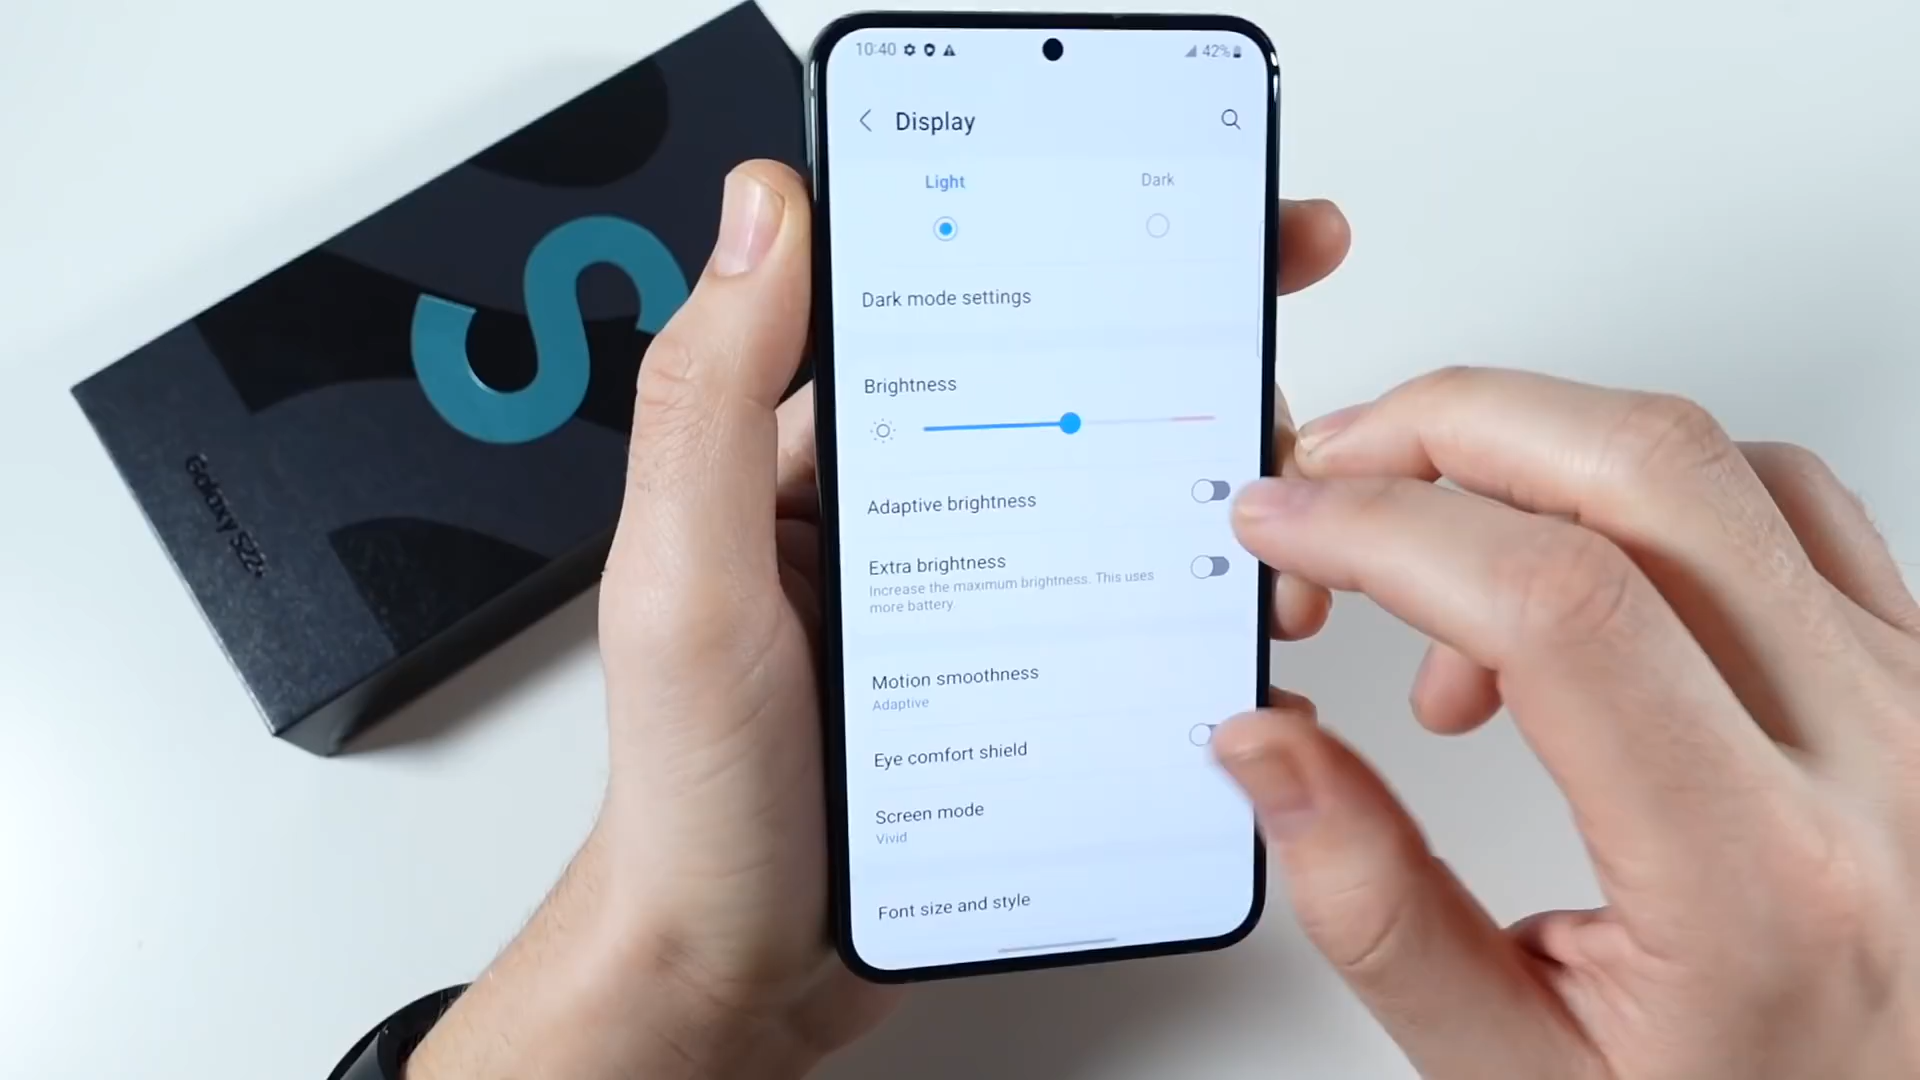 10:40
42%
Display
Light
Dark
Dark mode settings
Brightness
Adaptive brightness
Extra brightness
Increase the maximum brightness. This uses
more battery.
Motion smoothness
Adaptive
Eye comfort shield
Screen mode
Vivid
Font size and style
S
Galaxy S22+